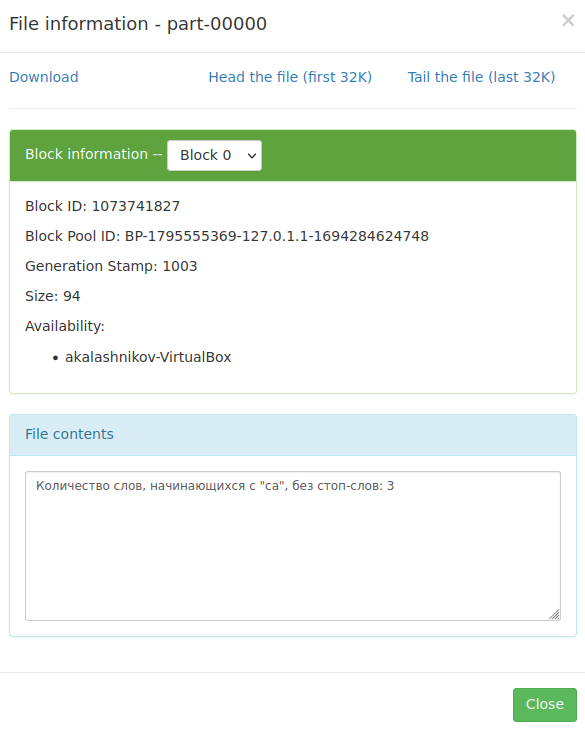 File information - part-00000
×
Download Head the file (first 32K) Tail the file (last 32K)
Block information -- Block 0
Block ID: 1073741827
Block Pool ID: BP-1795555369-127.0.1.1-1694284624748
Generation Stamp: 1003
Size: 94
Availability:
• akalashnikov-VirtualBox
File contents
Количество слов, начинающихся с "ca", без стоп-слов: 3
Close